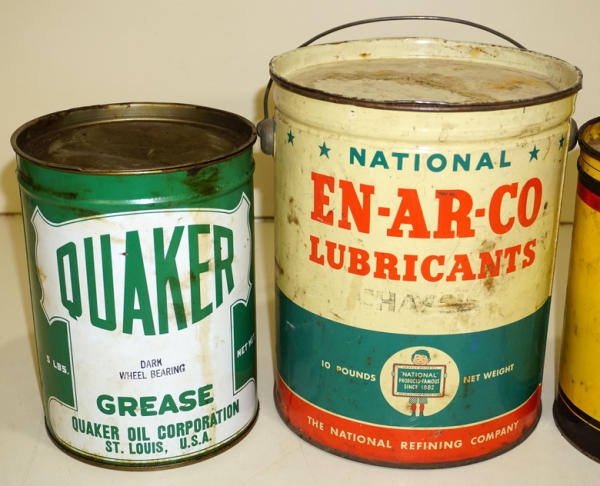 QUAKER
5 LBS.
NET WGT
DARK
WHEEL BEARING
GREASE
QUAKER OIL CORPORATION
ST. LOUIS, U.S.A.
NATIONAL
EN-AR-CO
LUBRICANTS
10 POUNDS
"NATIONAL"
PRODUCTS-FAMOUS
SINCE 1882
NET WEIGHT
THE NATIONAL REFINING COMPANY